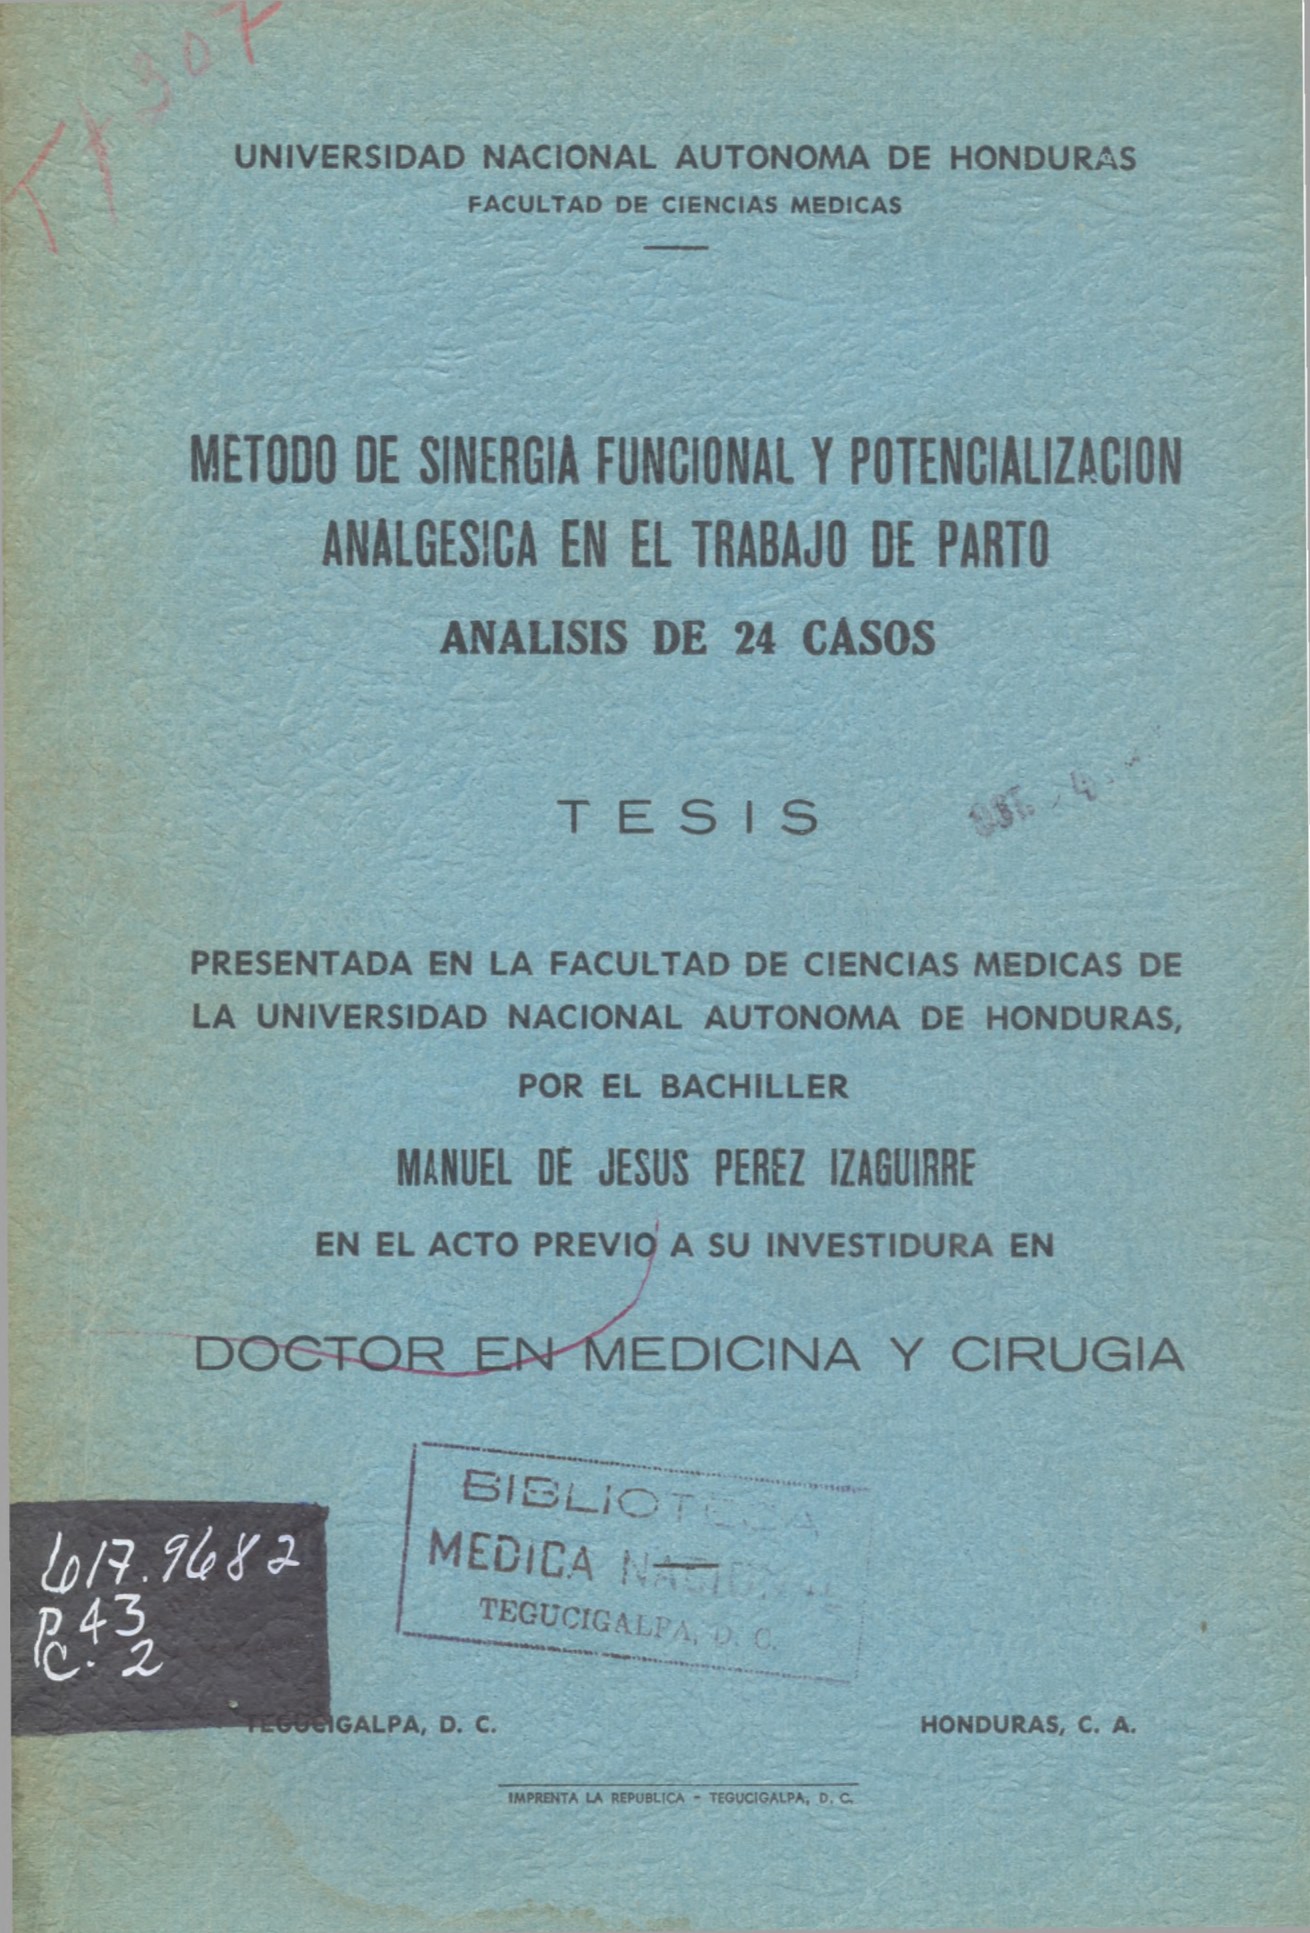 T# 307
UNIVERSIDAD NACIONAL AUTONOMA DE HONDURAS
FACULTAD DE CIENCIAS MEDICAS
METODO DE SINERGIA FUNCIONAL Y POTENCIALIZACION
ANALGESICA EN EL TRABAJO DE PARTO
ANALISIS DE 24 CASOS
TESIS
PRESENTADA EN LA FACULTAD DE CIENCIAS MEDICAS DE
LA UNIVERSIDAD NACIONAL AUTONOMA DE HONDURAS,
POR EL BACHILLER
MANUEL DE JESUS PEREZ IZAGUIRRE
EN EL ACTO PREVIO A SU INVESTIDURA EN
DOCTOR EN MEDICINA Y CIRUGIA
BIBLIOTECA
MEDICA NACIONAL
TEGUCIGALPA, D. C.
617.9682
P43
C. 2
TEGUCIGALPA, D. C. HONDURAS, C. A.
IMPRENTA LA REPUBLICA - TEGUCIGALPA, D. C.